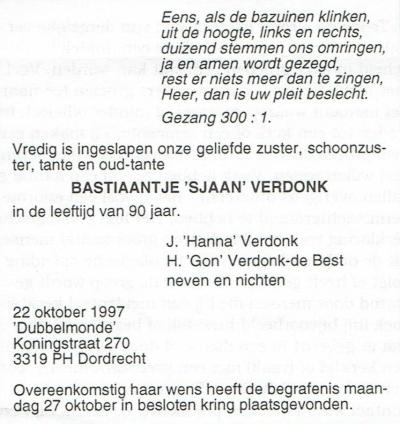 Eens, als de bazuinen klinken,
uit de hoogte, links en rechts,
duizend stemmen ons omringen,
ja en amen wordt gezegd,
rest er niets meer dan te zingen,
Heer, dan is uw pleit beslecht.
Gezang 300 : 1.
Vredig is ingeslapen onze geliefde zuster, schoonzus-
ter, tante en oud-tante
BASTIAANTJE 'SJAAN' VERDONK
in de leeftijd van 90 jaar.
J. 'Hanna' Verdonk
H. 'Gon' Verdonk-de Best
neven en nichten
22 oktober 1997
'Dubbelmonde'
Koningstraat 270
3319 PH Dordrecht
Overeenkomstig haar wens heeft de begrafenis maan-
dag 27 oktober in besloten kring plaatsgevonden.